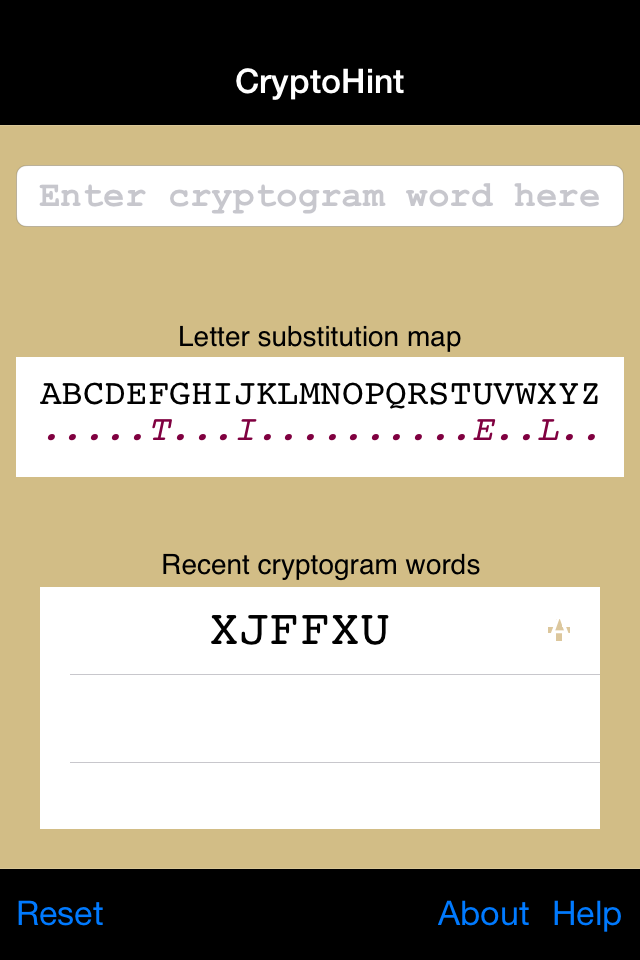 CryptoHint
Enter cryptogram word here
Letter substitution map
ABCDEFGHIJKLMNOPQRSTUVWXYZ
.....T...I..........E..L..
Recent cryptogram words
XJFFXU
Reset About Help